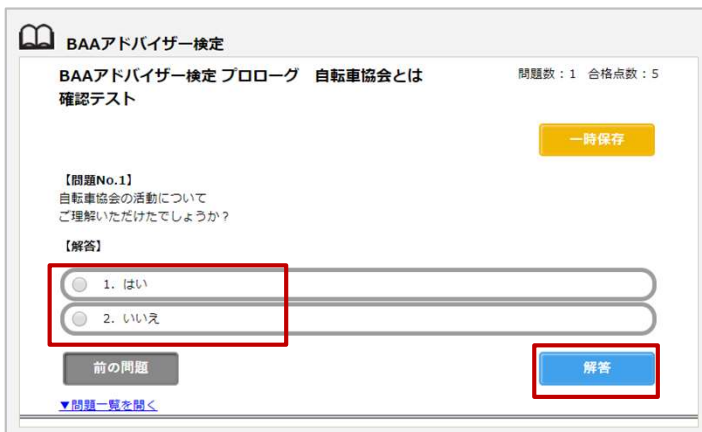 BAAアドバイザー検定
BAAアドバイザー検定 プロローグ　自転車協会とは
確認テスト
問題数：1　合格点数：5
一時保存
【問題No.1】
自転車協会の活動について
ご理解いただけたでしょうか？
【解答】
1. はい
2. いいえ
前の問題
解答
▼問題一覧を開く